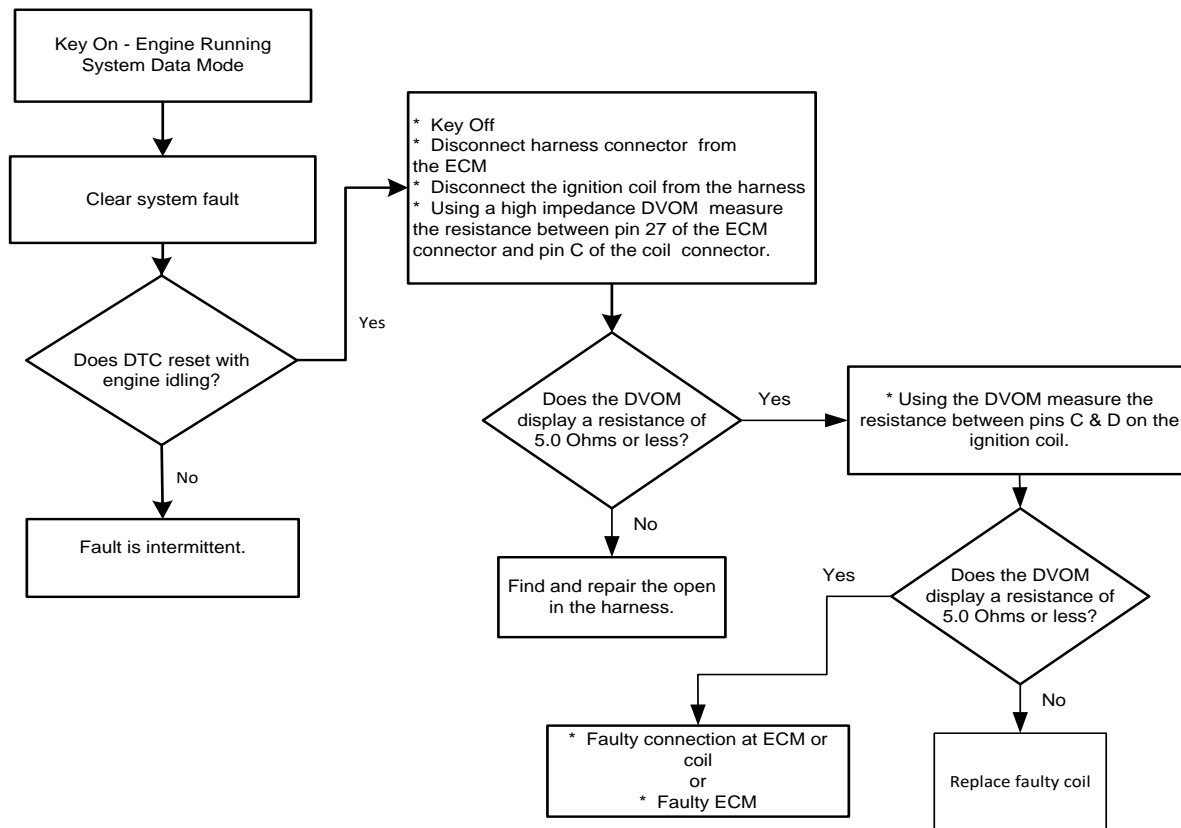 Key On - Engine Running
System Data Mode
Clear system fault
Does DTC reset with
engine idling?
Yes
No
Fault is intermittent.
* Key Off
* Disconnect harness connector from
the ECM
* Disconnect the ignition coil from the harness
* Using a high impedance DVOM measure
the resistance between pin 27 of the ECM
connector and pin C of the coil connector.
Does the DVOM
display a resistance of
5.0 Ohms or less?
Yes
No
Find and repair the open
in the harness.
* Using the DVOM measure the
resistance between pins C & D on the
ignition coil.
Does the DVOM
display a resistance of
5.0 Ohms or less?
Yes
No
* Faulty connection at ECM or
coil
or
* Faulty ECM
Replace faulty coil